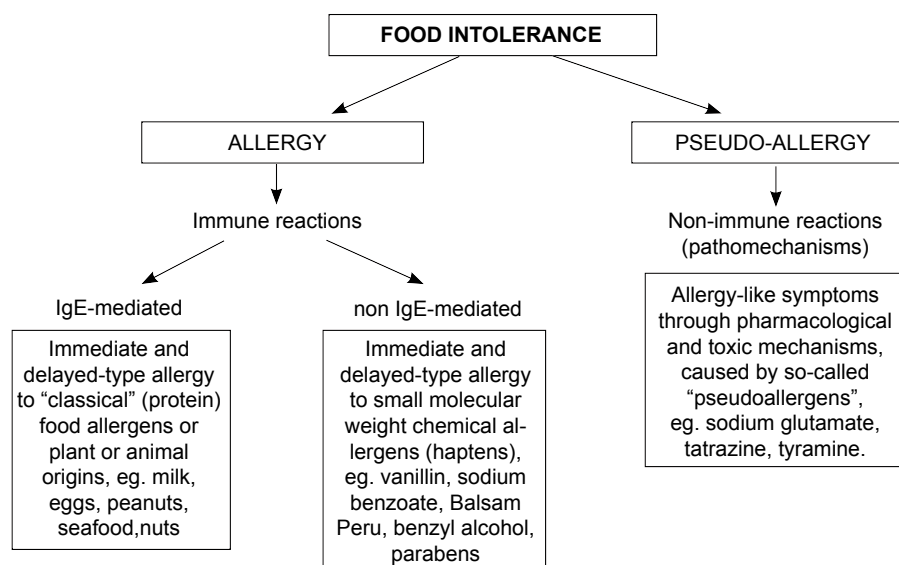 FOOD INTOLERANCE
ALLERGY
PSEUDO-ALLERGY
Immune reactions
Non-immune reactions
(pathomechanisms)
IgE-mediated
non IgE-mediated
Immediate and
delayed-type allergy
to “classical” (protein)
food allergens or
plant or animal
origins, eg. milk,
eggs, peanuts,
seafood,nuts
Immediate and
delayed-type allergy
to small molecular
weight chemical al-
lergens (haptens),
eg. vanillin, sodium
benzoate, Balsam
Peru, benzyl alcohol,
parabens
Allergy-like symptoms
through pharmacological
and toxic mechanisms,
caused by so-called
“pseudoallergens”,
eg. sodium glutamate,
tatrazine, tyramine.